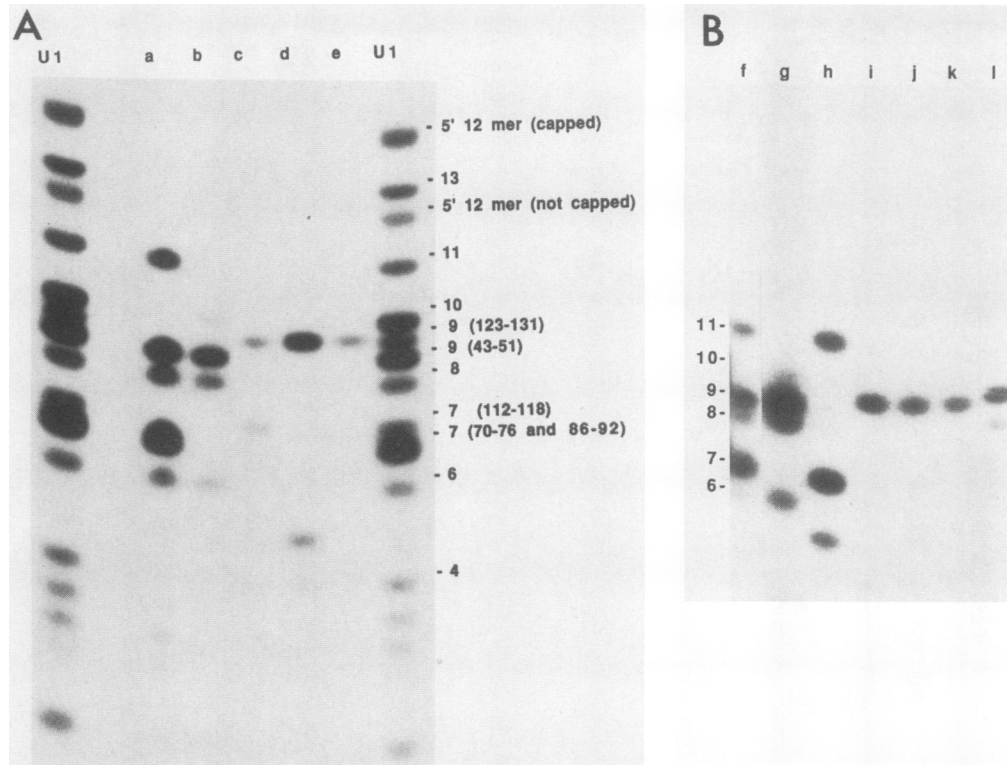 A
U1 a b c d e U1
- 5' 12 mer (capped)
- 13
- 5' 12 mer (not capped)
- 11
- 10
- 9 (123-131)
- 9 (43-51)
- 8
- 7 (112-118)
- 7 (70-76 and 86-92)
- 6
- 4
B
f g h i j k l
11-
10-
9-
8-
7-
6-